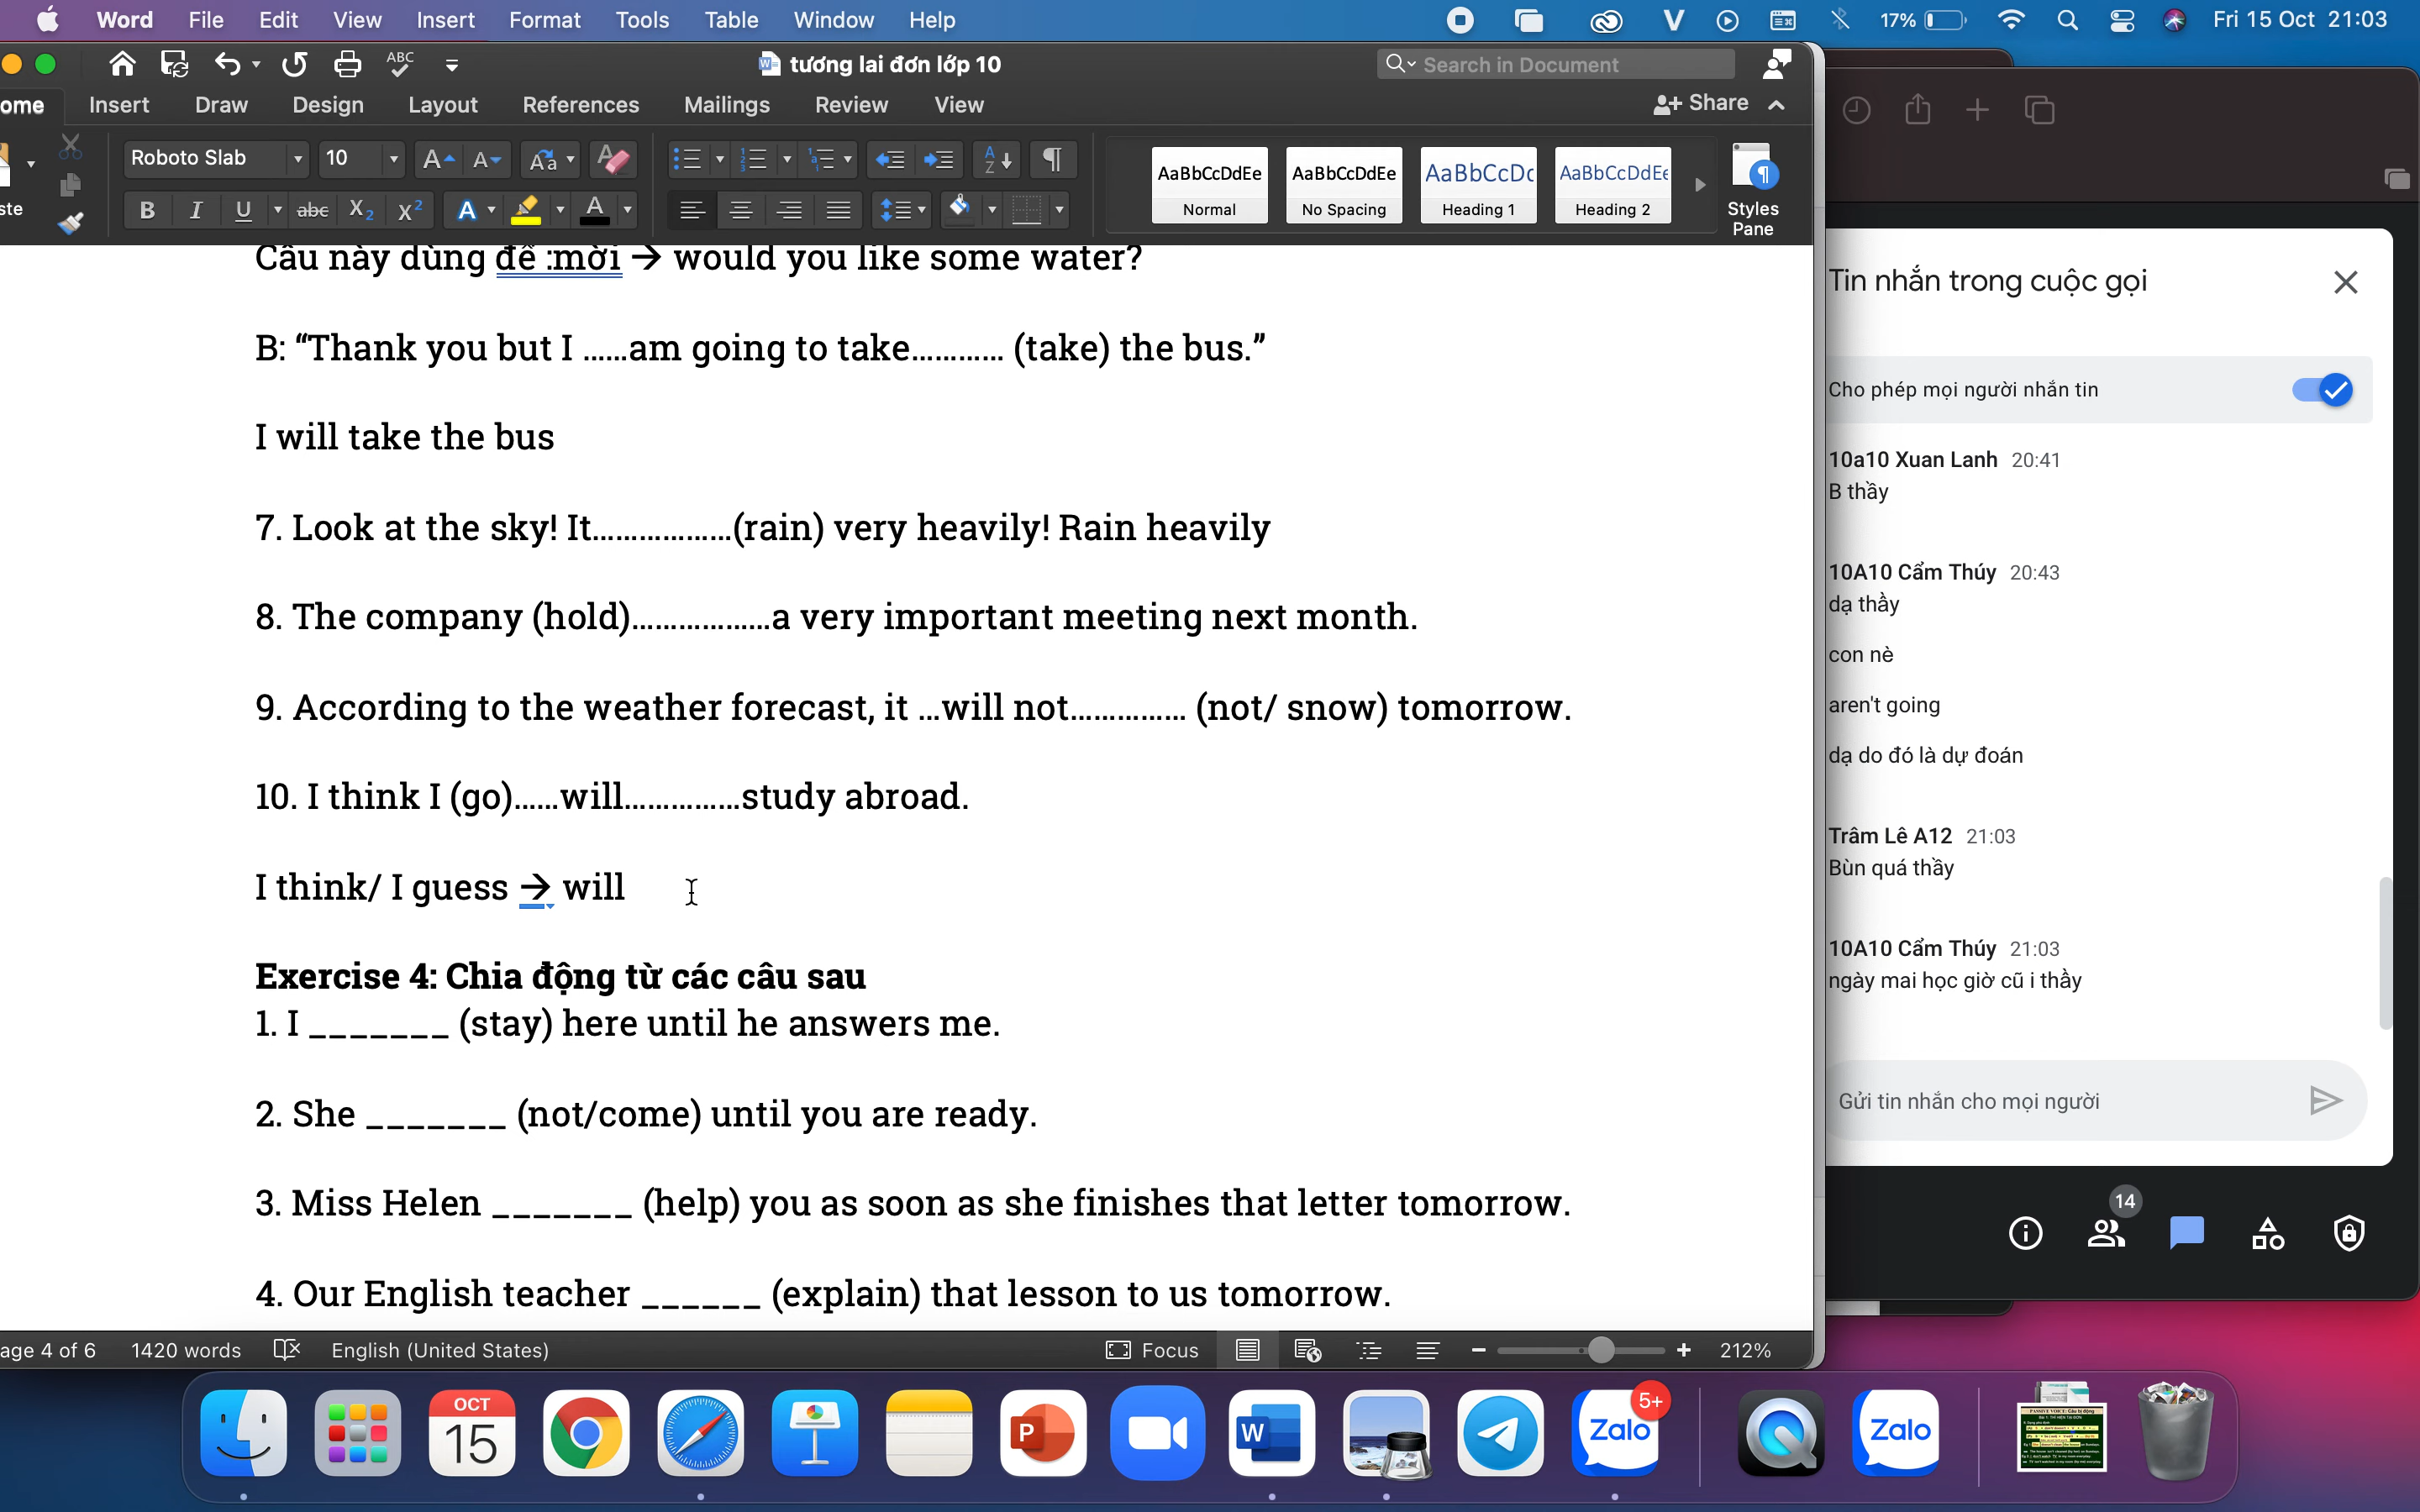 Word File Edit View Insert Format Tools Table Window Help 17% Fri 15 Oct 21:03
tương lai đơn lớp 10 Search in Document
ome Insert Draw Design Layout References Mailings Review View Share
ABC
Roboto Slab 10
ste
AaBbCcDdEe AaBbCcDdEe AaBbCcDc AaBbCcDdEe
Normal No Spacing Heading 1 Heading 2
Styles
Pane
Câu này dùng để :mời → would you like some water?
B: “Thank you but I ......am going to take............ (take) the bus.”
I will take the bus
7. Look at the sky! It..................(rain) very heavily! Rain heavily
8. The company (hold)..................a very important meeting next month.
9. According to the weather forecast, it ...will not............... (not/ snow) tomorrow.
10. I think I (go)......will...............study abroad.
I think/ I guess → will
Exercise 4: Chia động từ các câu sau
1. I _______ (stay) here until he answers me.
2. She _______ (not/come) until you are ready.
3. Miss Helen _______ (help) you as soon as she finishes that letter tomorrow.
4. Our English teacher ______ (explain) that lesson to us tomorrow.
age 4 of 6 1420 words English (United States) Focus 212%
Tin nhắn trong cuộc gọi
Cho phép mọi người nhắn tin
10a10 Xuan Lanh 20:41
B thầy
10A10 Cẩm Thúy 20:43
dạ thầy
con nè
aren't going
dạ do đó là dự đoán
Trâm Lê A12 21:03
Bùn quá thầy
10A10 Cẩm Thúy 21:03
ngày mai học giờ cũ i thầy
Gửi tin nhắn cho mọi người
14
OCT
15
P
W
Zalo
5+
Zalo